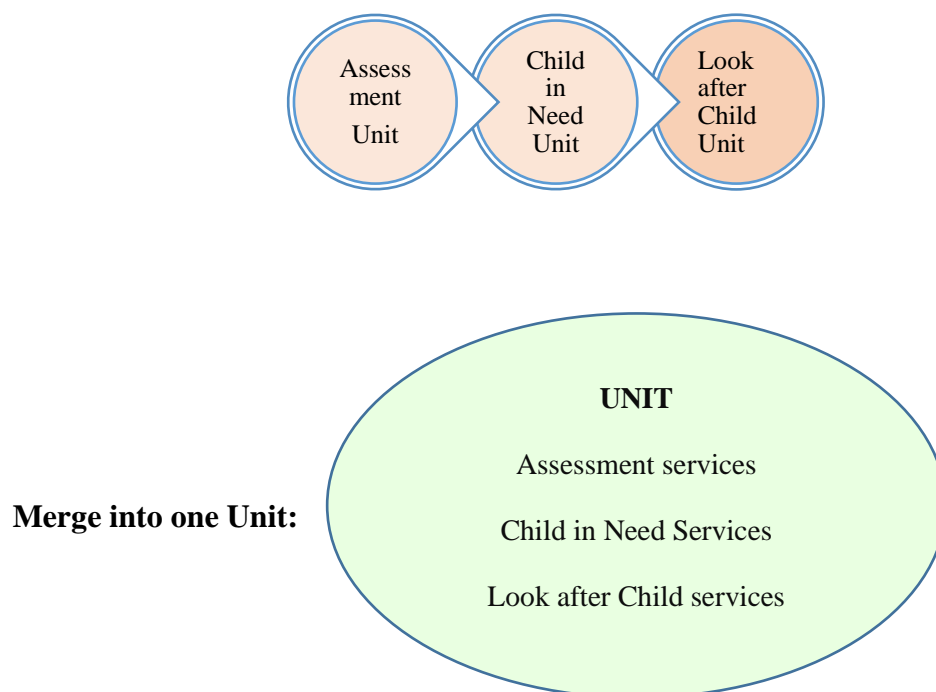 Assess
ment
Unit
Child
in
Need
Unit
Look
after
Child
Unit
UNIT
Assessment services
Merge into one Unit:
Child in Need Services
Look after Child services